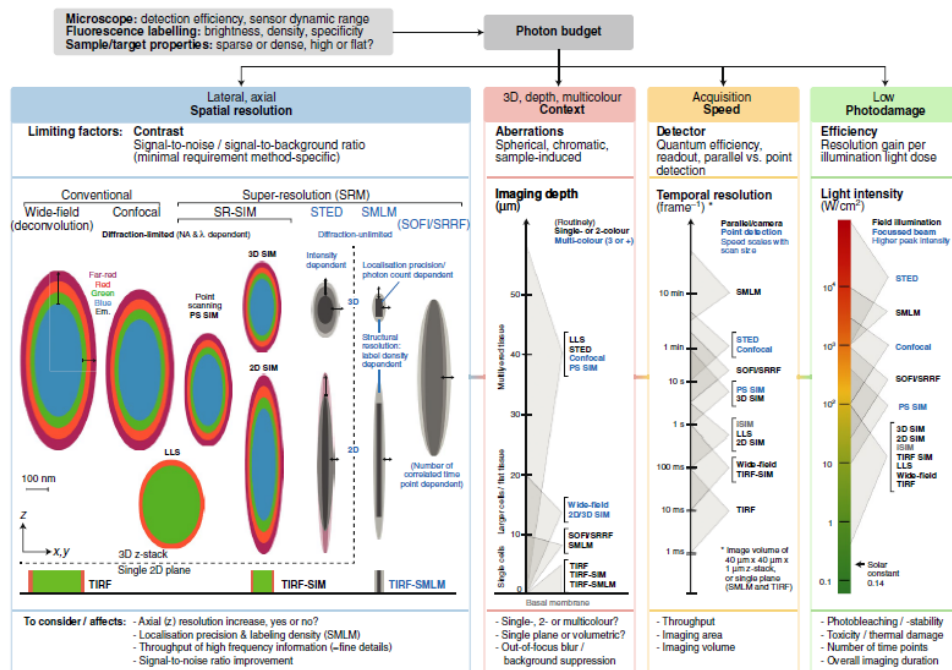 Microscope: detection efficiency, sensor dynamic range
Fluorescence labelling: brightness, density, specificity
Sample/target properties: sparse or dense, high or flat?
Photon budget
Lateral, axial
Spatial resolution
Limiting factors: Contrast
Signal-to-noise / signal-to-background ratio
(minimal requirement method-specific)
Conventional
Super-resolution (SRM)
Wide-field
(deconvolution)
Confocal
SR-SIM
STED
SMLM
(SOFI/SRRF)
Diffraction-limited (NA & λ dependent)
Diffraction-unlimited
3D SIM
Intensity
dependent
Localisation precision/
photon count dependent
Far-red
Red
Green
Blue
Em.
Point
scanning
PS SIM
3D
Structural
resolution:
label density
dependent
2D SIM
LLS
2D
(Number of
correlated time
point dependent)
100 nm
z
x,y
3D z-stack
Single 2D plane
TIRF
TIRF-SIM
TIRF-SMLM
To consider / affects:
- Axial (z) resolution increase, yes or no?
- Localisation precision & labeling density (SMLM)
- Throughput of high frequency information (=fine details)
- Signal-to-noise ratio improvement
3D, depth, multicolour
Context
Aberrations
Spherical, chromatic,
sample-induced
Imaging depth
(μm)
(Routinely)
Single- or 2-colour
Multi-colour (3 or +)
50
40
30
20
10
0
Multilayered tissue
Larger cells / flat tissue
Single cells
LLS
STED
Confocal
PS SIM
Wide-field
2D/3D SIM
SOFI/SRRF
SMLM
TIRF
TIRF-SIM
TIRF-SMLM
Basal membrane
- Single-, 2- or multicolour?
- Single plane or volumetric?
- Out-of-focus blur /
background suppression
Acquisition
Speed
Detector
Quantum efficiency,
readout, parallel vs. point
detection
Temporal resolution
(frame⁻¹) *
Parallel/camera
Point detection
Speed scales with
scan size
10 min
1 min
10 s
1 s
100 ms
10 ms
1 ms
SMLM
STED
Confocal
SOFI/SRRF
PS SIM
3D SIM
iSIM
LLS
2D SIM
Wide-field
TIRF-SIM
TIRF
* Image volume of
40 μm x 40 μm x
1 μm z-stack,
or single plane
(SMLM and TIRF)
- Throughput
- Imaging area
- Imaging volume
Low
Photodamage
Efficiency
Resolution gain per
illumination light dose
Light intensity
(W/cm²)
Field illumination
Focussed beam
Higher peak intensity
10⁴
10³
10²
10
1
0.1
STED
SMLM
Confocal
SOFI/SRRF
PS SIM
3D SIM
2D SIM
iSIM
TIRF SIM
LLS
Wide-field
TIRF
Solar
constant
0.14
- Photobleaching / -stability
- Toxicity / thermal damage
- Number of time points
- Overall imaging duration